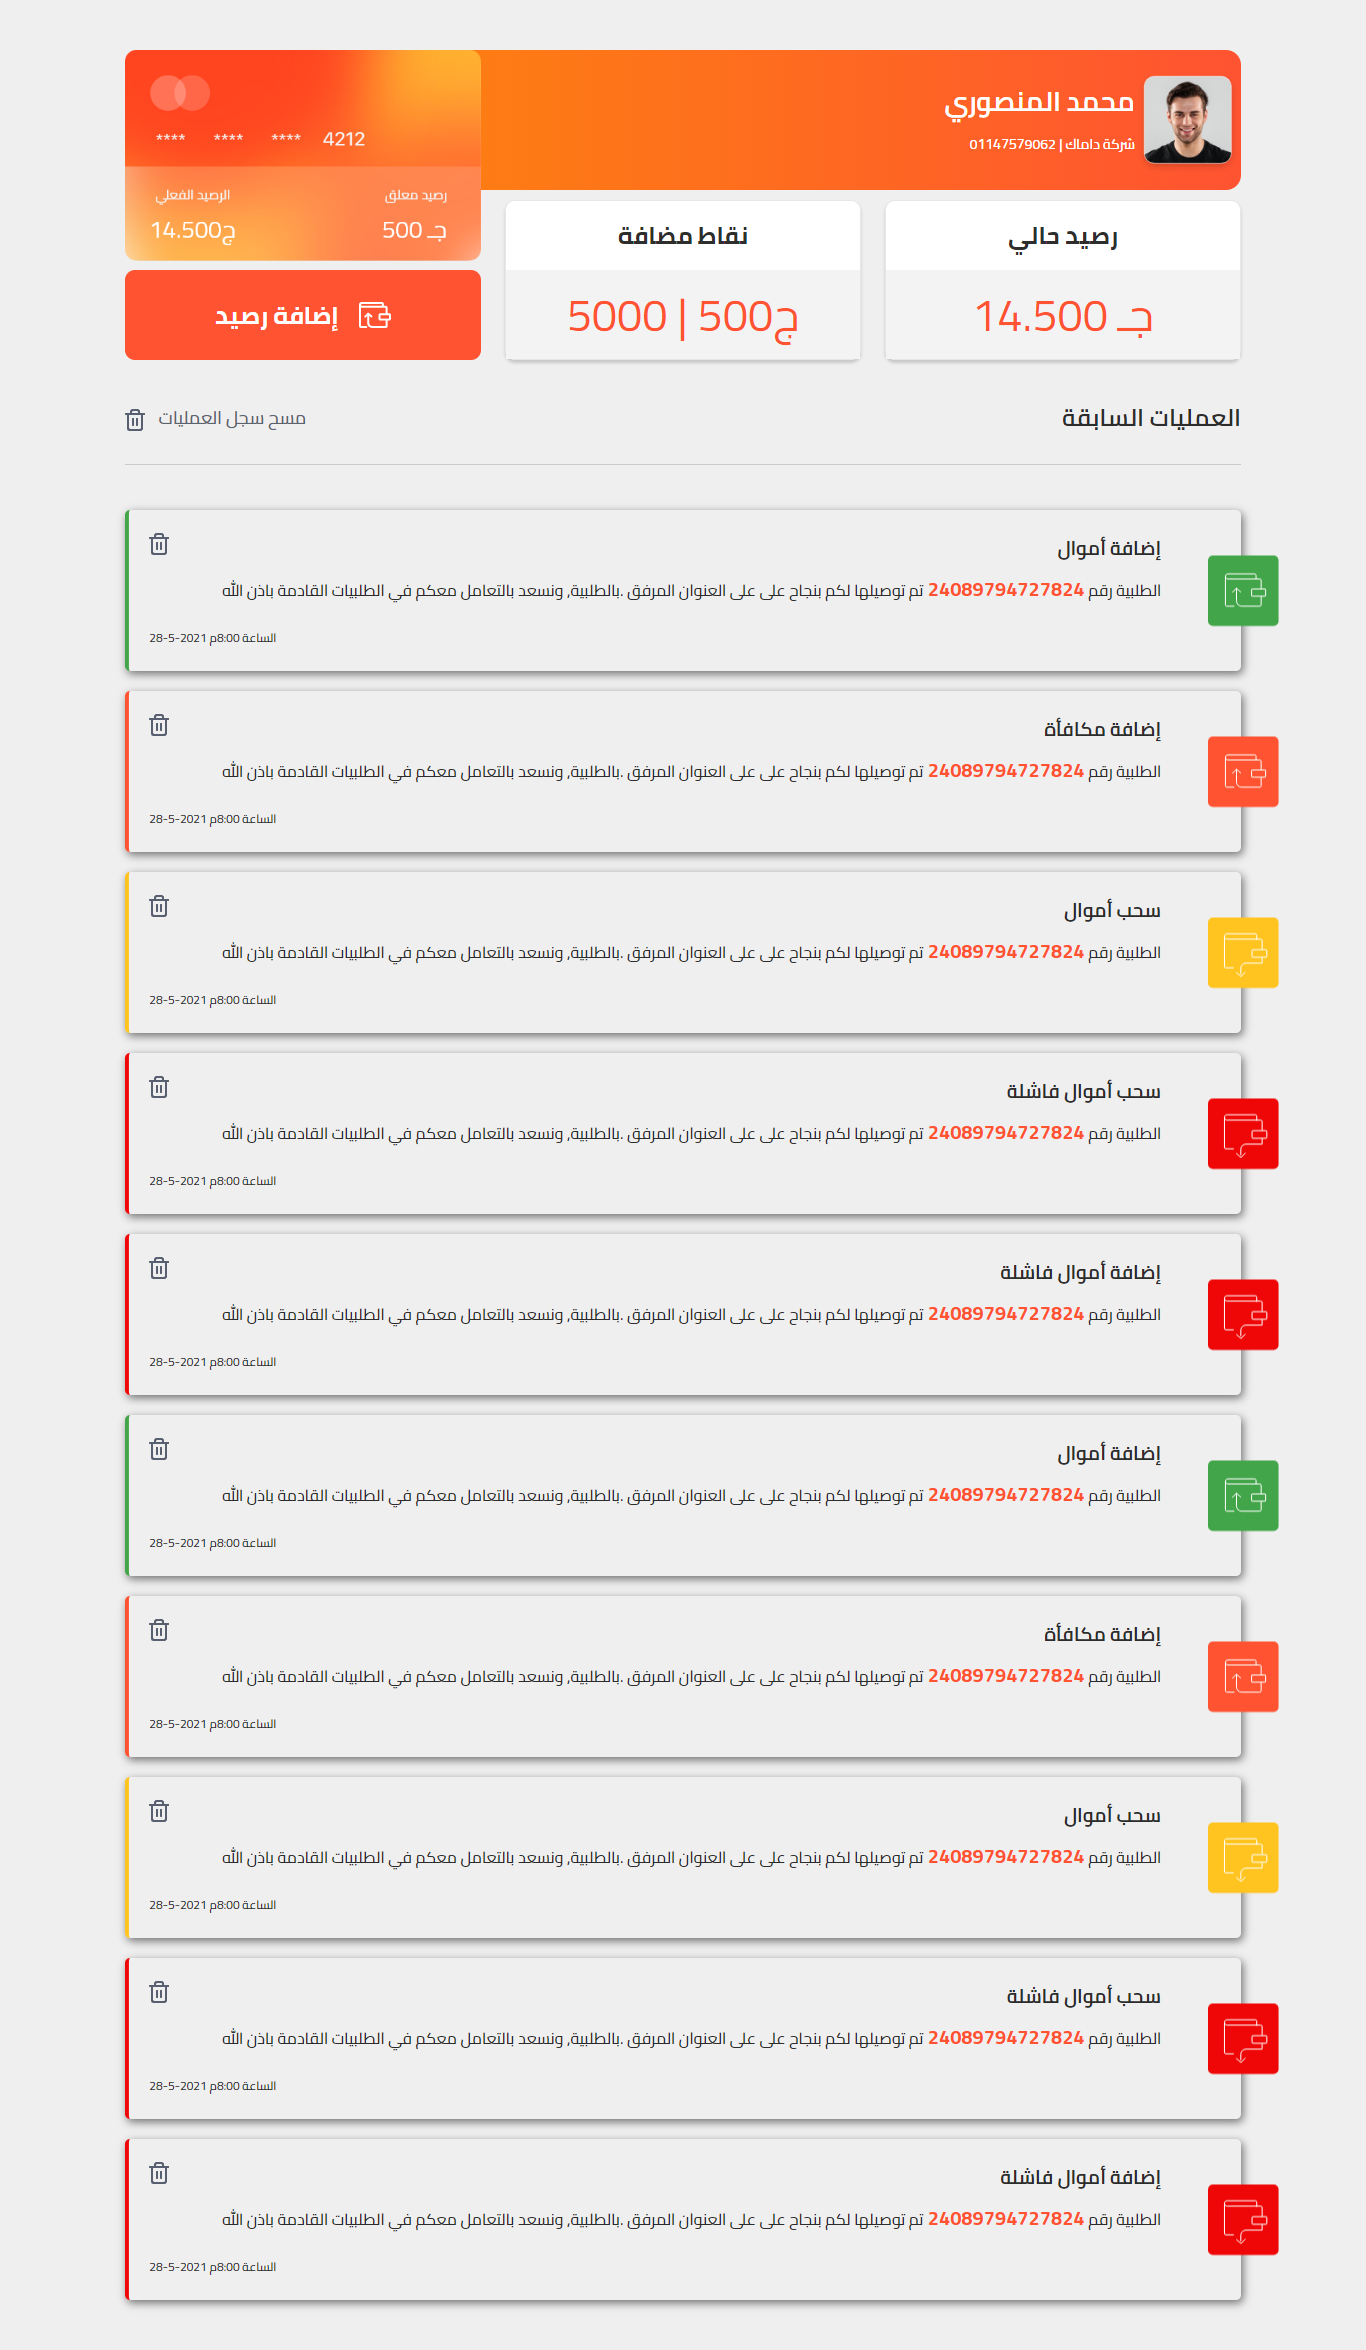 محمد المنصوري
شركة داماك | 01147579062
**** **** **** 4212
رصيد معلق
الرصيد الفعلي
جـ 500
ج14.500
رصيد حالي
جـ 14.500
نقاط مضافة
ج500 | 5000
إضافة رصيد
العمليات السابقة
مسح سجل العمليات
إضافة أموال
الطلبية رقم 24089794727824 تم توصيلها لكم بنجاح على على العنوان المرفق .بالطلبية, ونسعد بالتعامل معكم في الطلبيات القادمة باذن الله
الساعة 8:00م 2021-5-28
إضافة مكافأة
الطلبية رقم 24089794727824 تم توصيلها لكم بنجاح على على العنوان المرفق .بالطلبية, ونسعد بالتعامل معكم في الطلبيات القادمة باذن الله
الساعة 8:00م 2021-5-28
سحب أموال
الطلبية رقم 24089794727824 تم توصيلها لكم بنجاح على على العنوان المرفق .بالطلبية, ونسعد بالتعامل معكم في الطلبيات القادمة باذن الله
الساعة 8:00م 2021-5-28
سحب أموال فاشلة
الطلبية رقم 24089794727824 تم توصيلها لكم بنجاح على على العنوان المرفق .بالطلبية, ونسعد بالتعامل معكم في الطلبيات القادمة باذن الله
الساعة 8:00م 2021-5-28
إضافة أموال فاشلة
الطلبية رقم 24089794727824 تم توصيلها لكم بنجاح على على العنوان المرفق .بالطلبية, ونسعد بالتعامل معكم في الطلبيات القادمة باذن الله
الساعة 8:00م 2021-5-28
إضافة أموال
الطلبية رقم 24089794727824 تم توصيلها لكم بنجاح على على العنوان المرفق .بالطلبية, ونسعد بالتعامل معكم في الطلبيات القادمة باذن الله
الساعة 8:00م 2021-5-28
إضافة مكافأة
الطلبية رقم 24089794727824 تم توصيلها لكم بنجاح على على العنوان المرفق .بالطلبية, ونسعد بالتعامل معكم في الطلبيات القادمة باذن الله
الساعة 8:00م 2021-5-28
سحب أموال
الطلبية رقم 24089794727824 تم توصيلها لكم بنجاح على على العنوان المرفق .بالطلبية, ونسعد بالتعامل معكم في الطلبيات القادمة باذن الله
الساعة 8:00م 2021-5-28
سحب أموال فاشلة
الطلبية رقم 24089794727824 تم توصيلها لكم بنجاح على على العنوان المرفق .بالطلبية, ونسعد بالتعامل معكم في الطلبيات القادمة باذن الله
الساعة 8:00م 2021-5-28
إضافة أموال فاشلة
الطلبية رقم 24089794727824 تم توصيلها لكم بنجاح على على العنوان المرفق .بالطلبية, ونسعد بالتعامل معكم في الطلبيات القادمة باذن الله
الساعة 8:00م 2021-5-28